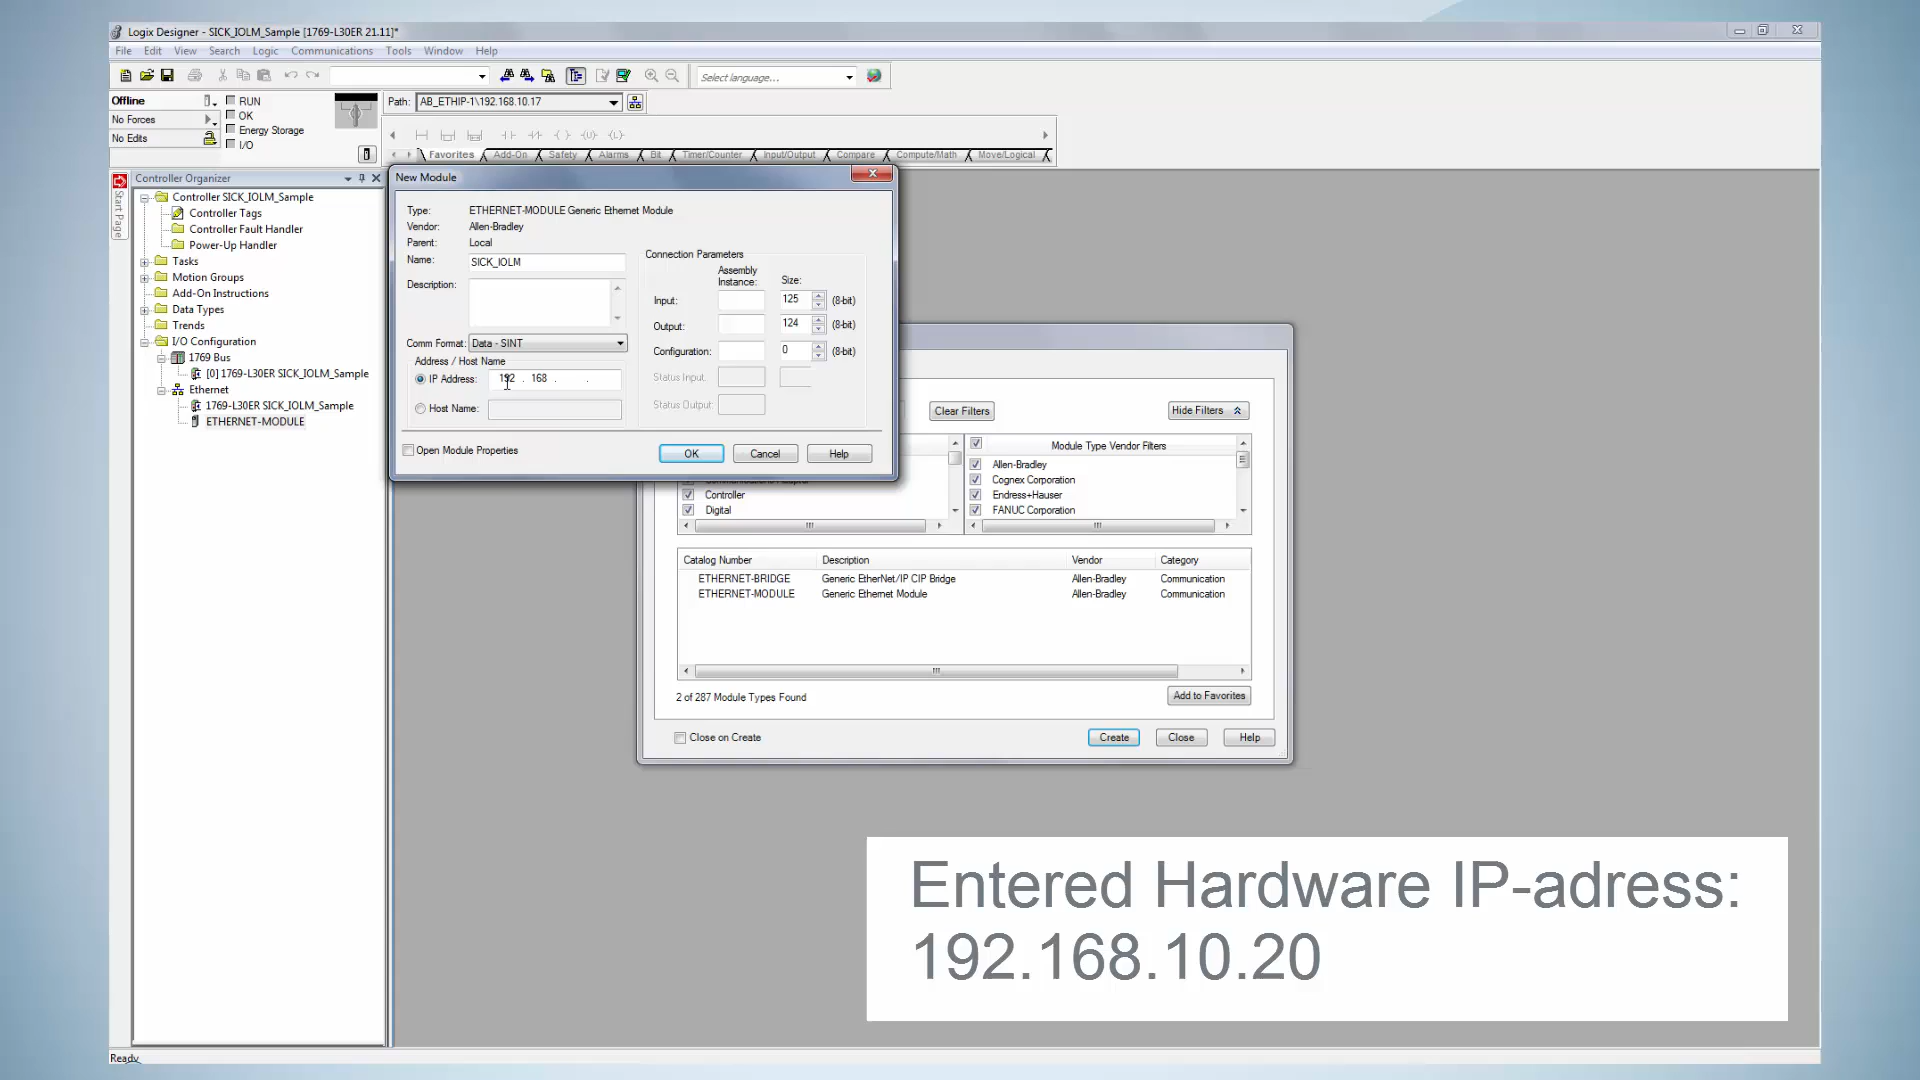 Logix Designer - SICK_IOLM_Sample [1769-L30ER 21.11]*
File Edit View Search Logic Communications Tools Window Help
Select language...
Offline
No Forces
No Edits
RUN
OK
Energy Storage
I/O
Path: AB_ETHIP-1\192.168.10.17
Favorites Add-On Safety Alarms Bit Timer/Counter Input/Output Compare Compute/Math Move/Logical
Start Page
Controller Organizer
Controller SICK_IOLM_Sample
Controller Tags
Controller Fault Handler
Power-Up Handler
Tasks
Motion Groups
Add-On Instructions
Data Types
Trends
I/O Configuration
1769 Bus
[0] 1769-L30ER SICK_IOLM_Sample
Ethernet
1769-L30ER SICK_IOLM_Sample
ETHERNET-MODULE
New Module
Type: ETHERNET-MODULE Generic Ethernet Module
Vendor: Allen-Bradley
Parent: Local
Name: SICK_IOLM
Description:
Comm Format: Data - SINT
Address / Host Name
IP Address: 192 . 168 . .
Host Name:
Connection Parameters
Assembly Instance: Size:
Input: 125 (8-bit)
Output: 124 (8-bit)
Configuration: 0 (8-bit)
Status Input:
Status Output:
Open Module Properties
OK Cancel Help
Clear Filters Hide Filters
Controller
Digital
Module Type Vendor Filters
Allen-Bradley
Cognex Corporation
Endress+Hauser
FANUC Corporation
Catalog Number Description Vendor Category
ETHERNET-BRIDGE Generic EtherNet/IP CIP Bridge Allen-Bradley Communication
ETHERNET-MODULE Generic Ethernet Module Allen-Bradley Communication
2 of 287 Module Types Found
Add to Favorites
Close on Create
Create Close Help
Entered Hardware IP-adress:
192.168.10.20
Ready